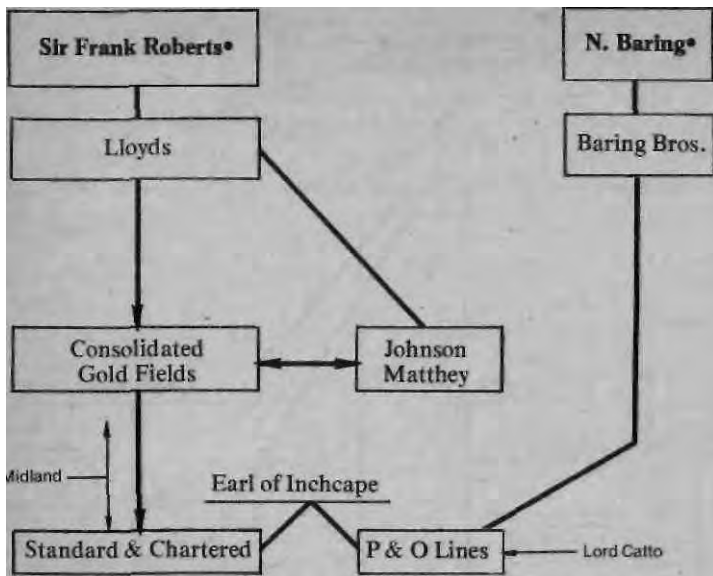 Sir Frank Roberts•
N. Baring•
Lloyds
Baring Bros.
Consolidated
Gold Fields
Johnson
Matthey
Midland
Earl of Inchcape
Standard & Chartered
P & O Lines
Lord Catto